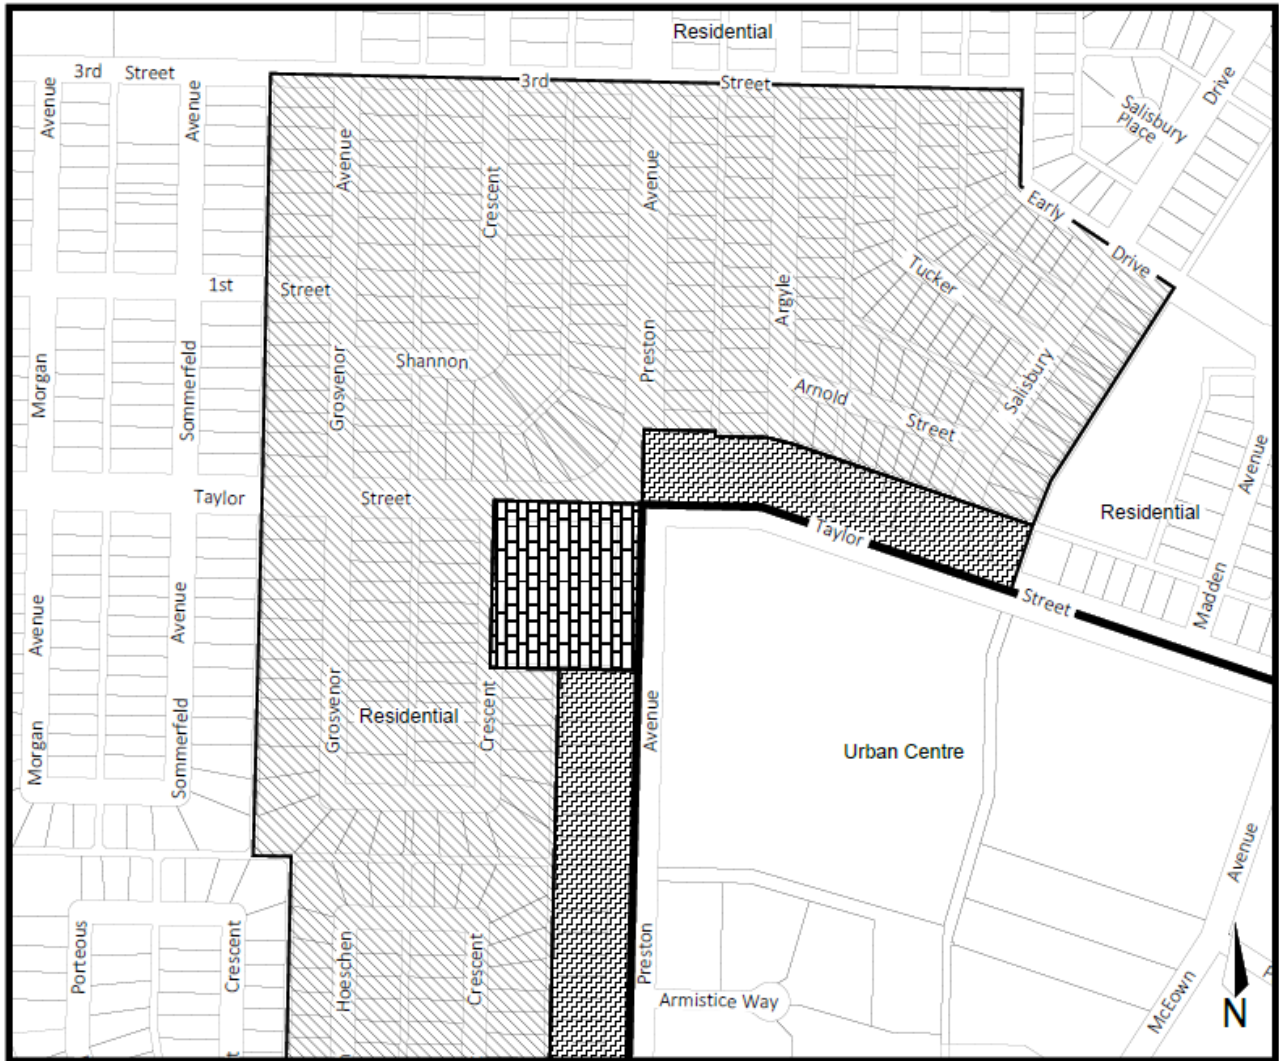 Residential
3rd Street
3rd
Street
Avenue
Avenue
Avenue
Crescent
Avenue
Salisbury
Place
Drive
Early
Drive
1st
Street
Tucker
Argyle
Morgan
Sommerfeld
Grosvenor
Shannon
Preston
Arnold
Street
Salisbury
Avenue
Taylor
Street
Taylor
Residential
Street
Madden
Avenue
Avenue
Morgan
Sommerfeld
Grosvenor
Residential
Crescent
Avenue
Urban Centre
Avenue
Porteous
Crescent
Hoeschen
Crescent
Preston
Armistice Way
McEown
N